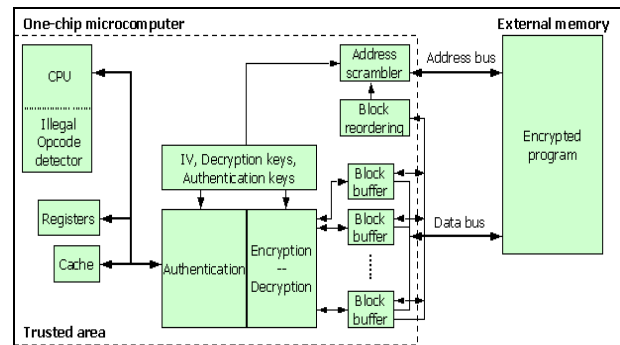 One-chip microcomputer
External memory
CPU
Illegal
Opcode
detector
Address
scrambler
Address bus
Block
reordering
Encrypted
program
IV, Decryption keys,
Authentication keys
Block
buffer
Registers
Block
buffer
Data bus
Cache
Authentication
Encryption
--
Decryption
Block
buffer
Trusted area